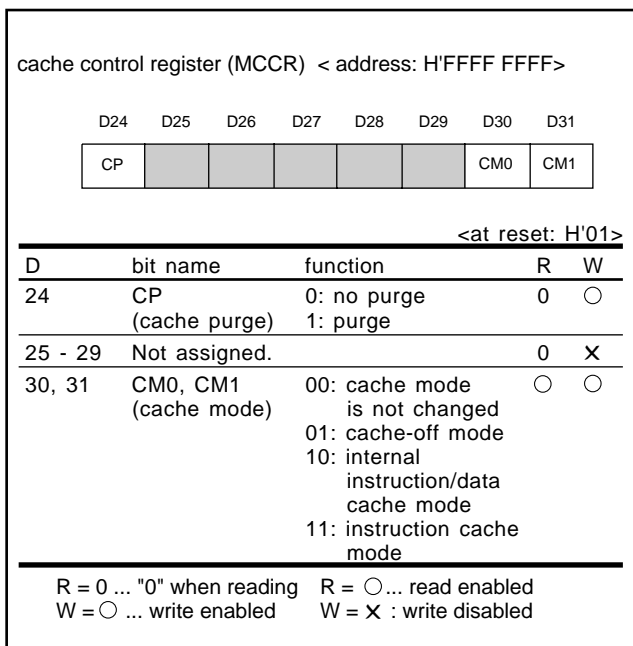 cache control register (MCCR) < address: H'FFFF FFFF>
D24 D25 D26 D27 D28 D29 D30 D31
CP CM0 CM1
<at reset: H'01>
D bit name function R W
24 CP 0: no purge 0 ○
(cache purge) 1: purge
25 - 29 Not assigned. 0 ×
30, 31 CM0, CM1 00: cache mode ○ ○
(cache mode) is not changed
01: cache-off mode
10: internal
instruction/data
cache mode
11: instruction cache
mode
R = 0 ... "0" when reading R = ○... read enabled
W = ○ ... write enabled W = × : write disabled